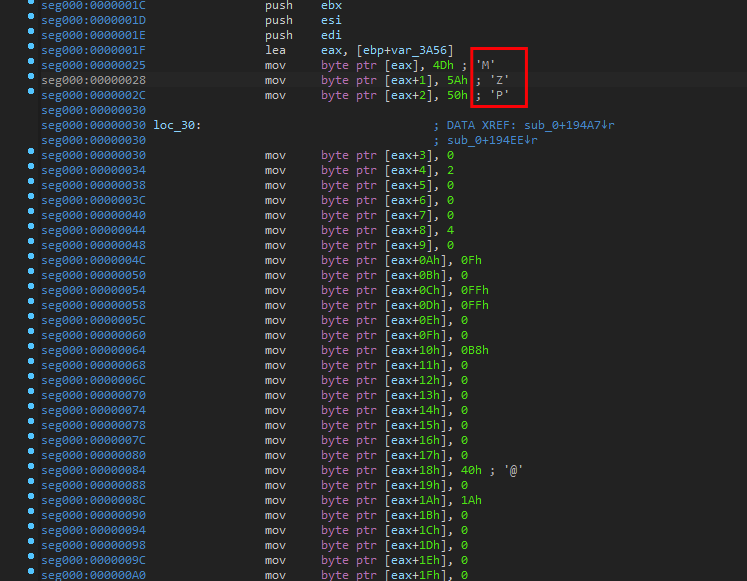 seg000:0000001C push ebx
seg000:0000001D push esi
seg000:0000001E push edi
seg000:0000001F lea eax, [ebp+var_3A56]
seg000:00000025 mov byte ptr [eax], 4Dh ; 'M'
seg000:00000028 mov byte ptr [eax+1], 5Ah ; 'Z'
seg000:0000002C mov byte ptr [eax+2], 50h ; 'P'
seg000:00000030
seg000:00000030 loc_30: ; DATA XREF: sub_0+194A7↓r
seg000:00000030 ; sub_0+194EE↓r
seg000:00000030 mov byte ptr [eax+3], 0
seg000:00000034 mov byte ptr [eax+4], 2
seg000:00000038 mov byte ptr [eax+5], 0
seg000:0000003C mov byte ptr [eax+6], 0
seg000:00000040 mov byte ptr [eax+7], 0
seg000:00000044 mov byte ptr [eax+8], 4
seg000:00000048 mov byte ptr [eax+9], 0
seg000:0000004C mov byte ptr [eax+0Ah], 0Fh
seg000:00000050 mov byte ptr [eax+0Bh], 0
seg000:00000054 mov byte ptr [eax+0Ch], 0FFh
seg000:00000058 mov byte ptr [eax+0Dh], 0FFh
seg000:0000005C mov byte ptr [eax+0Eh], 0
seg000:00000060 mov byte ptr [eax+0Fh], 0
seg000:00000064 mov byte ptr [eax+10h], 0B8h
seg000:00000068 mov byte ptr [eax+11h], 0
seg000:0000006C mov byte ptr [eax+12h], 0
seg000:00000070 mov byte ptr [eax+13h], 0
seg000:00000074 mov byte ptr [eax+14h], 0
seg000:00000078 mov byte ptr [eax+15h], 0
seg000:0000007C mov byte ptr [eax+16h], 0
seg000:00000080 mov byte ptr [eax+17h], 0
seg000:00000084 mov byte ptr [eax+18h], 40h ; '@'
seg000:00000088 mov byte ptr [eax+19h], 0
seg000:0000008C mov byte ptr [eax+1Ah], 1Ah
seg000:00000090 mov byte ptr [eax+1Bh], 0
seg000:00000094 mov byte ptr [eax+1Ch], 0
seg000:00000098 mov byte ptr [eax+1Dh], 0
seg000:0000009C mov byte ptr [eax+1Eh], 0
seg000:000000A0 mov byte ptr [eax+1Fh], 0